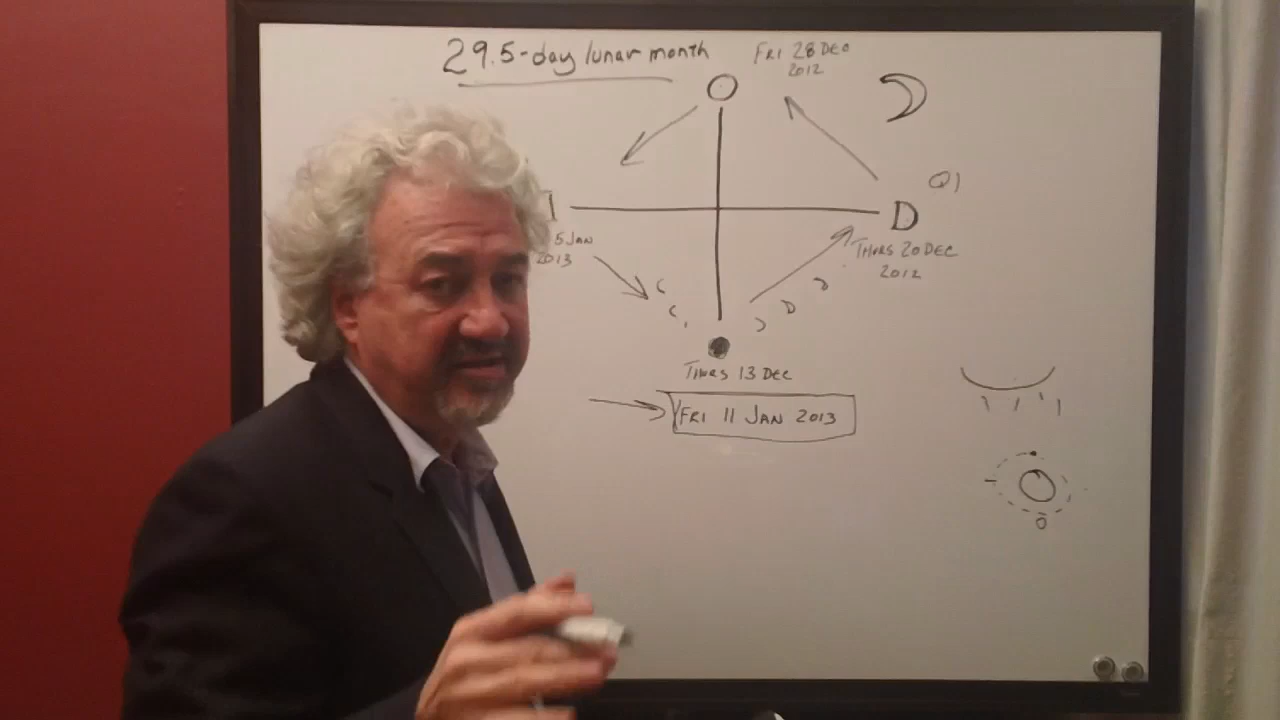 29.5-day lunar month
FRI 28 DEC
2012
Q1
D
5 JAN
2013
THURS 20 DEC
2012
THURS 13 DEC
FRI 11 JAN 2013